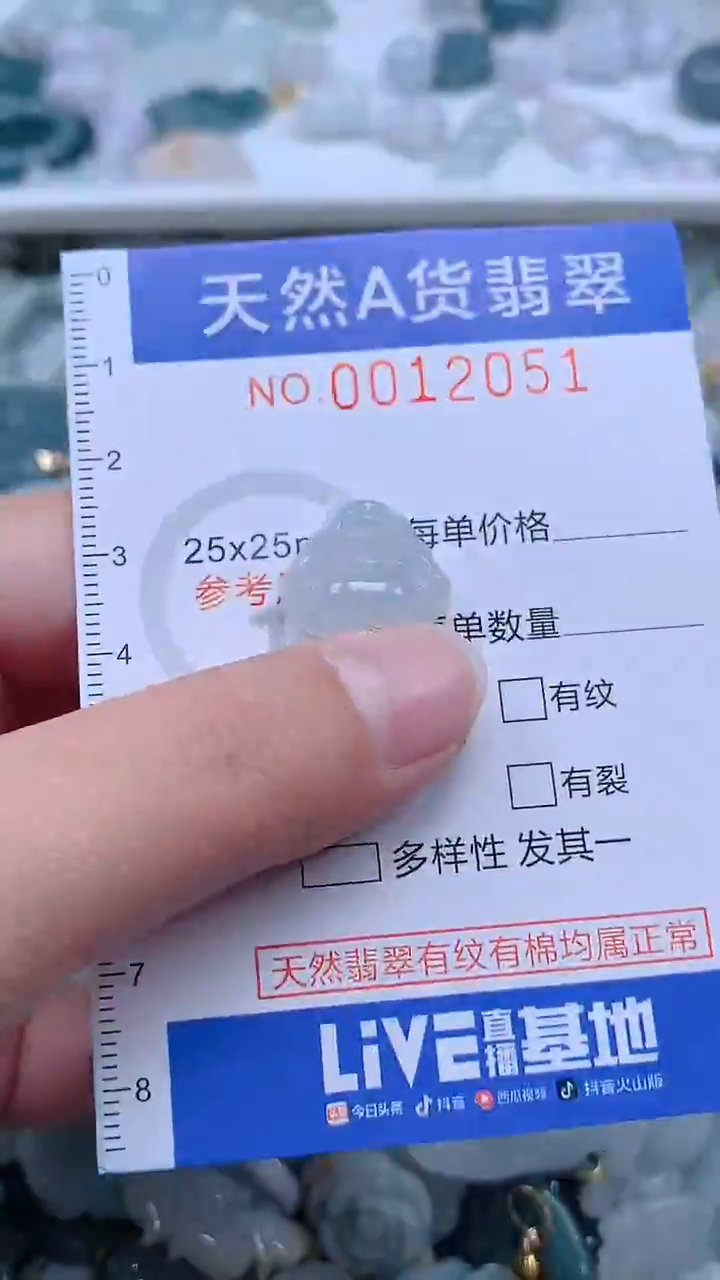 天然A货翡翠
NO.0012051
0
1
2
3
4
7
8
25x25
每单价格
参考
单数量
有纹
有裂
多样性 发其一
天然翡翠有纹有棉均属正常
LiVE直播基地
今日头条 抖音 西瓜视频 抖音火山版